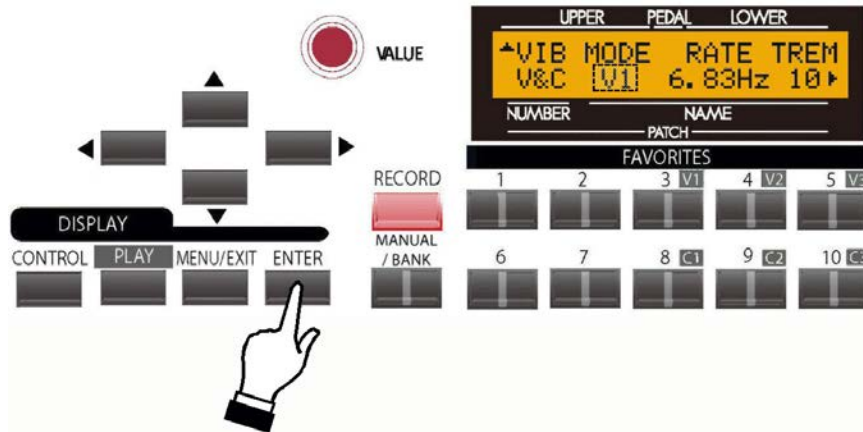 UPPER PEDAL LOWER
VALUE
VIB MODE RATE TREM
V&C V1 6.83Hz 10
NUMBER NAME
PATCH
FAVORITES
RECORD
1 2 3 V1 4 V2 5 V3
DISPLAY
MANUAL
/ BANK
CONTROL PLAY MENU/EXIT ENTER
6 7 8 C1 9 C2 10 C3